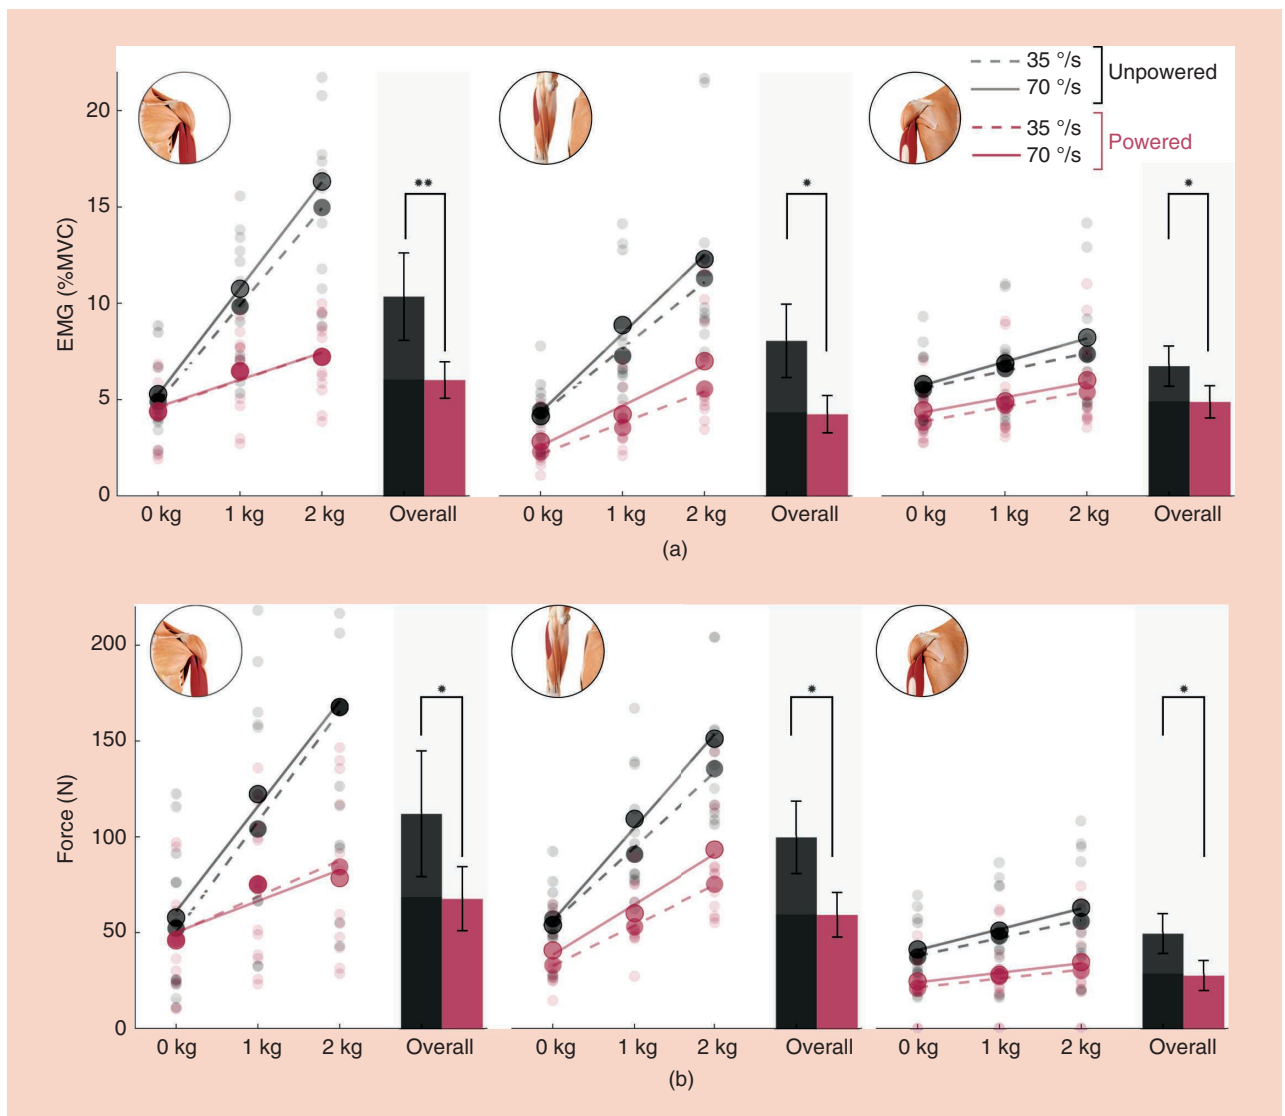 35 °/s
70 °/s
Unpowered
35 °/s
70 °/s
Powered
EMG (%MVC)
20
15
10
5
0
** * *
0 kg 1 kg 2 kg Overall 0 kg 1 kg 2 kg Overall 0 kg 1 kg 2 kg Overall
(a)
Force (N)
200
150
100
50
0
* * *
0 kg 1 kg 2 kg Overall 0 kg 1 kg 2 kg Overall 0 kg 1 kg 2 kg Overall
(b)